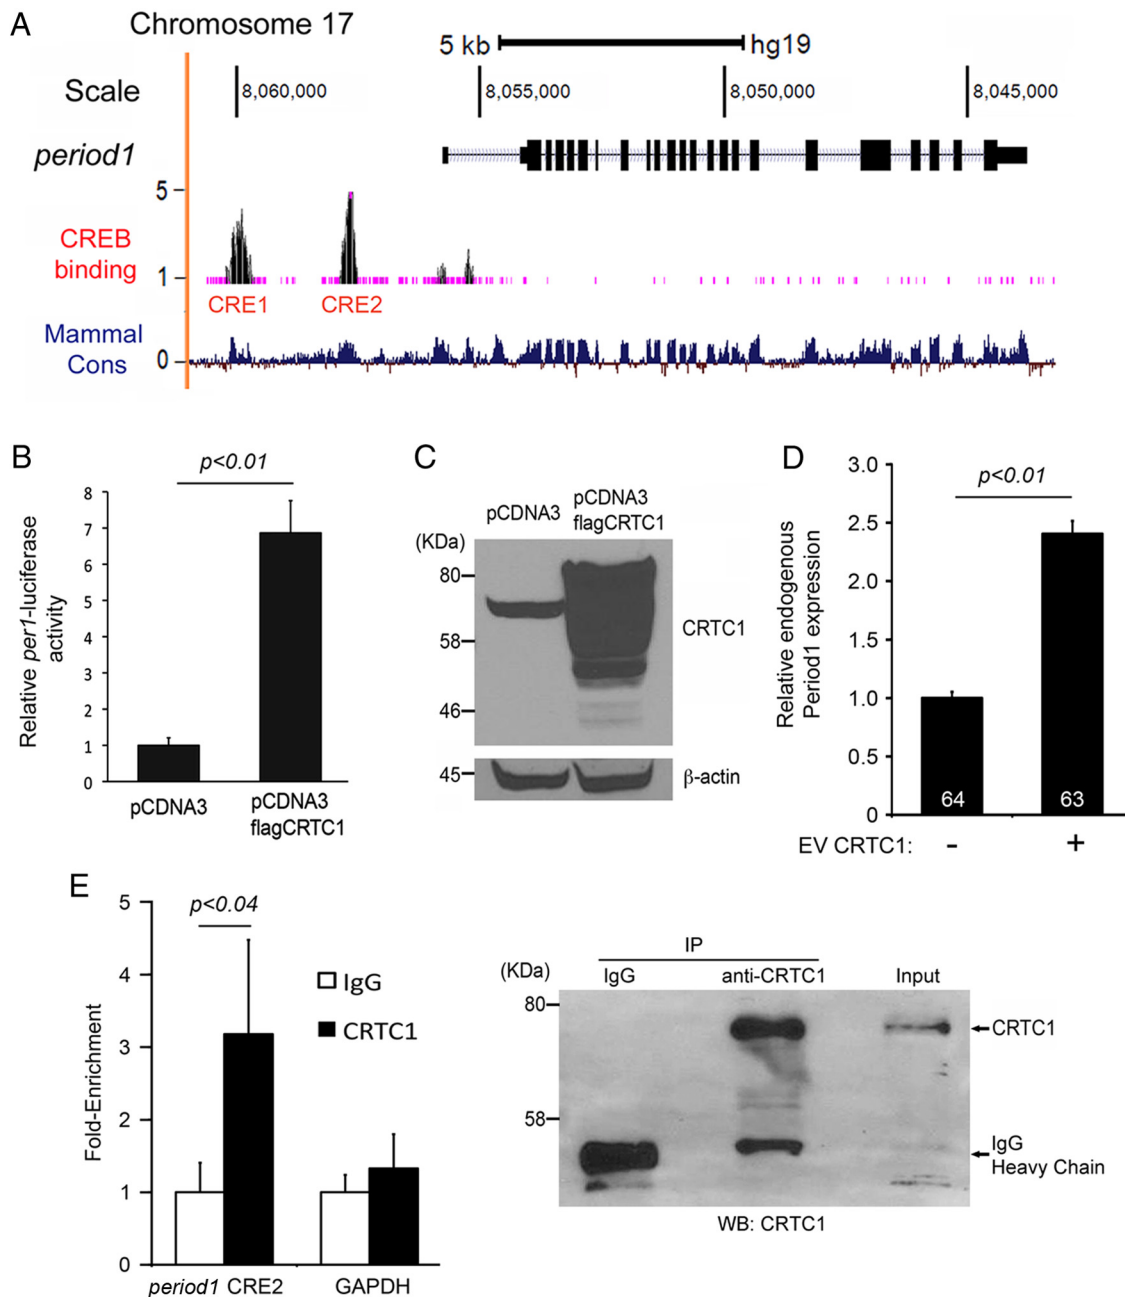 A
Chromosome 17
5 kb
hg19
Scale
8,060,000
8,055,000
8,050,000
8,045,000
period1
5
CREB
binding
1
CRE1
CRE2
Mammal
Cons
0
B
p<0.01
Relative per1-luciferase
activity
8
7
6
5
4
3
2
1
0
pCDNA3
pCDNA3
flagCRTC1
C
pCDNA3
pCDNA3
flagCRTC1
(KDa)
80
58
46
45
CRTC1
β-actin
D
p<0.01
Relative endogenous
Period1 expression
3.0
2.5
2.0
1.5
1.0
0.5
0
64
63
EV CRTC1:
-
+
E
p<0.04
Fold-Enrichment
5
4
3
2
1
0
IgG
CRTC1
period1 CRE2
GAPDH
IP
(KDa)
IgG
anti-CRTC1
Input
80
58
CRTC1
IgG
Heavy Chain
WB: CRTC1